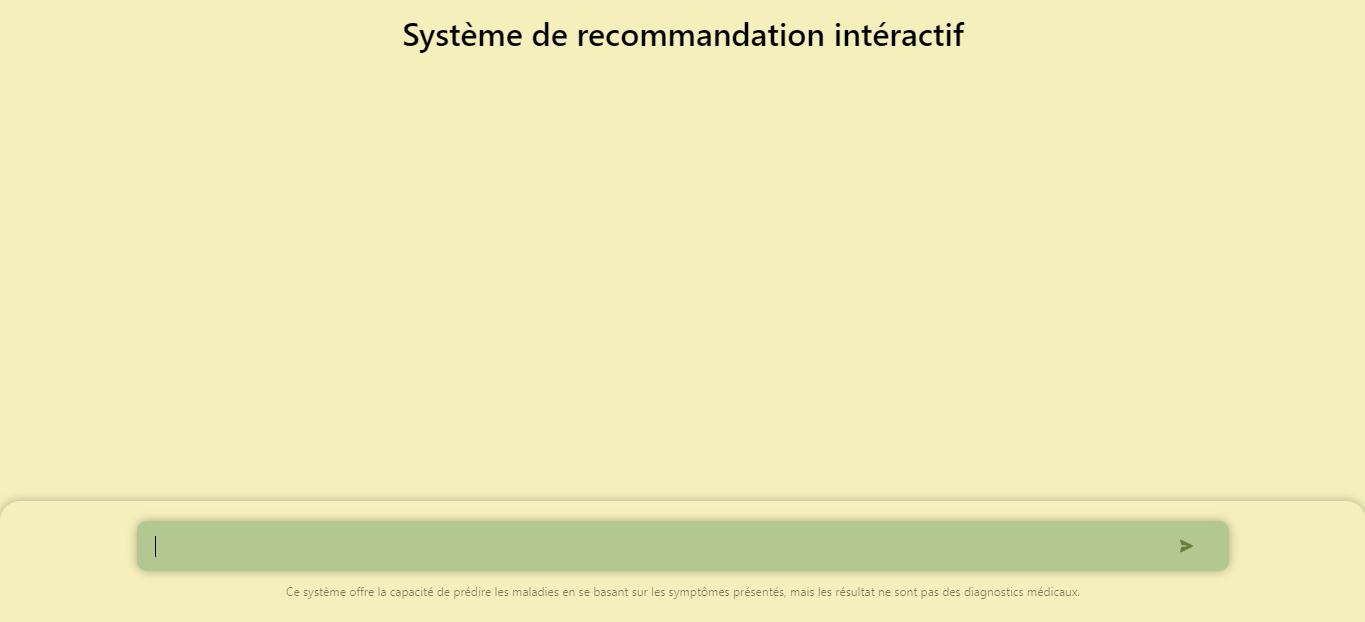 Système de recommandation intéractif
Ce système offre la capacité de prédire les maladies en se basant sur les symptômes présentés, mais les résultat ne sont pas des diagnostics médicaux.